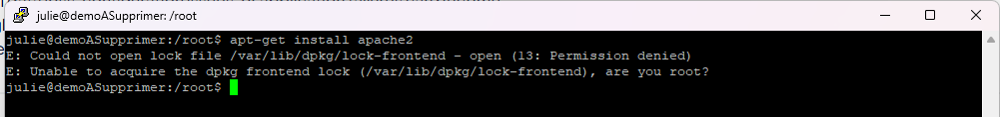 julie@demoASupprimer: /root
julie@demoASupprimer:/root$ apt-get install apache2
E: Could not open lock file /var/lib/dpkg/lock-frontend - open (13: Permission denied)
E: Unable to acquire the dpkg frontend lock (/var/lib/dpkg/lock-frontend), are you root?
julie@demoASupprimer:/root$